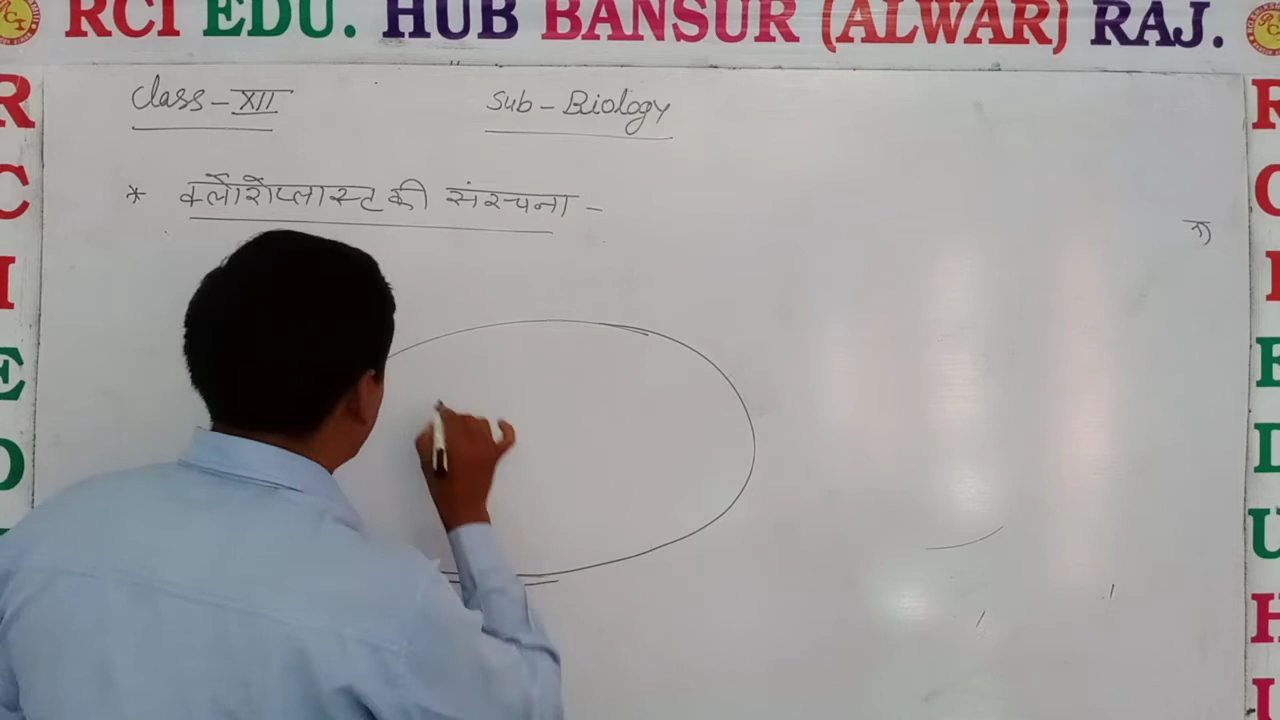 RCI EDU. HUB BANSUR (ALWAR) RAJ.
Class - XII
Sub - Biology
* क्लोरोप्लास्ट की संरचना -
R
C
I
E
D
R
C
I
E
D
U
H
U